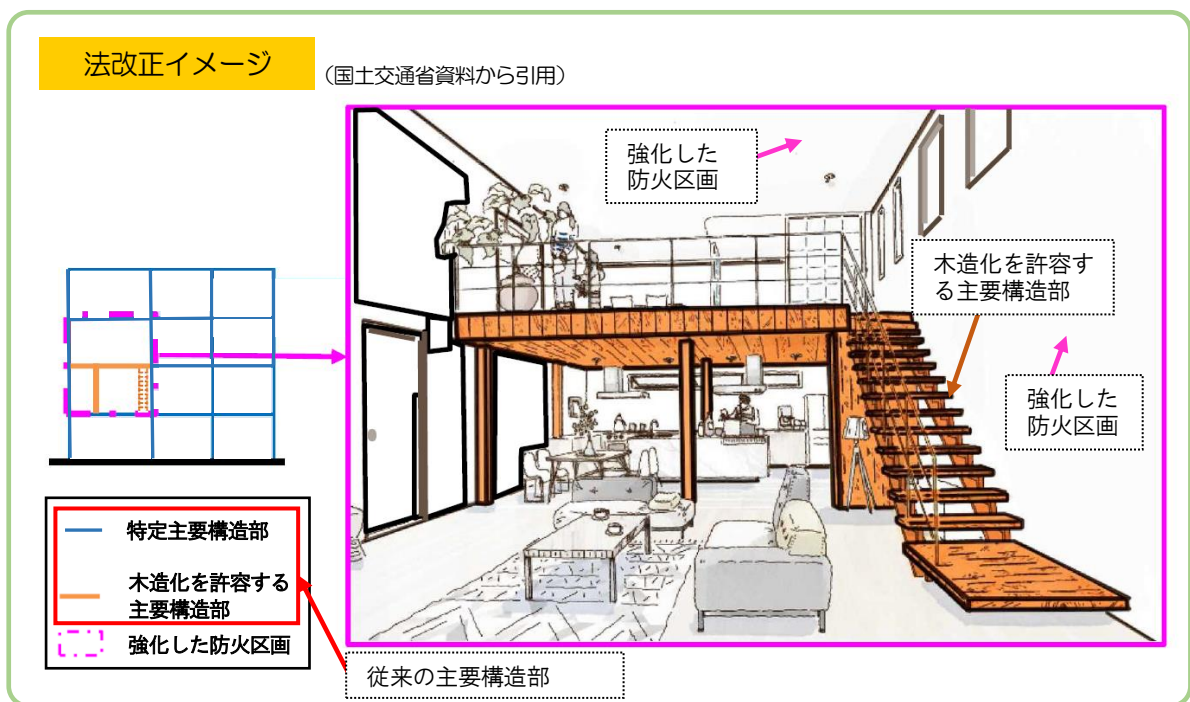 法改正イメージ
（国土交通省資料から引用）
強化した
防火区画
木造化を許容す
る主要構造部
強化した
防火区画
特定主要構造部
木造化を許容する
主要構造部
強化した防火区画
従来の主要構造部